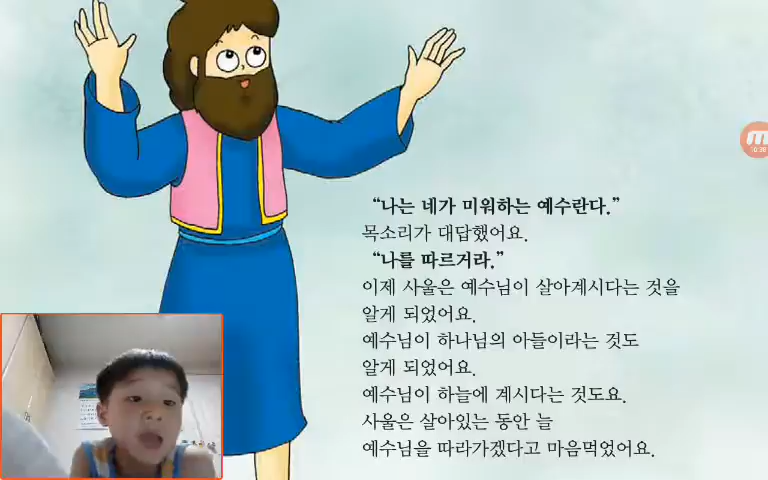 “나는 네가 미워하는 예수란다.”
목소리가 대답했어요.
“나를 따르거라.”
이제 사울은 예수님이 살아계시다는 것을
알게 되었어요.
예수님이 하나님의 아들이라는 것도
알게 되었어요.
예수님이 하늘에 계시다는 것도요.
사울은 살아있는 동안 늘
예수님을 따라가겠다고 마음먹었어요.